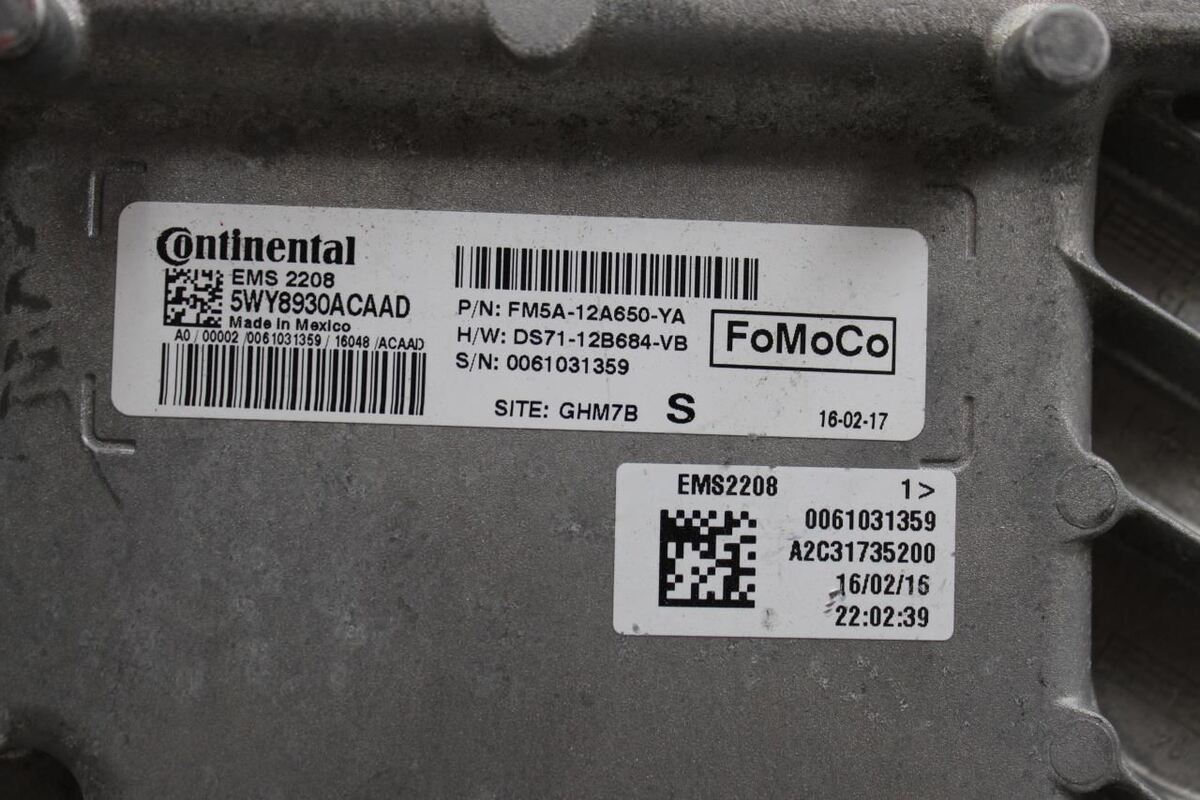 Continental
EMS 2208
5WY8930ACAAD
Made in Mexico
A0 / 00002 /0061031359 / 16048 /ACAAD
P/N: FM5A-12A650-YA
H/W: DS71-12B684-VB
S/N: 0061031359
FoMoCo
SITE: GHM7B S
16-02-17
EMS2208 1>
0061031359
A2C31735200
16/02/16
22:02:39